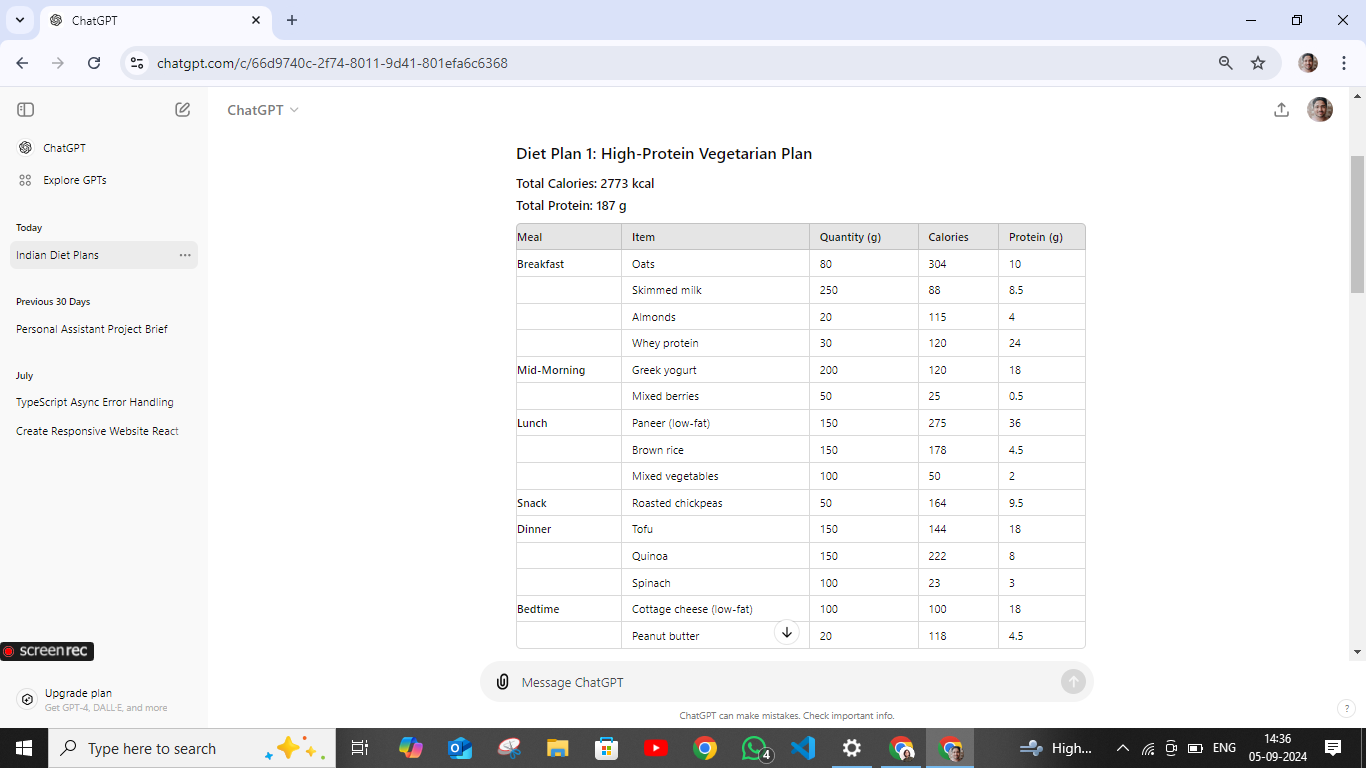 ChatGPT
chatgpt.com/c/66d9740c-2f74-8011-9d41-801efa6c6368
ChatGPT
Explore GPTs
Today
Indian Diet Plans
Previous 30 Days
Personal Assistant Project Brief
July
TypeScript Async Error Handling
Create Responsive Website React
screenrec
Upgrade plan
Get GPT-4, DALL·E, and more
ChatGPT
Diet Plan 1: High-Protein Vegetarian Plan
Total Calories: 2773 kcal
Total Protein: 187 g
Meal Item Quantity (g) Calories Protein (g)
Breakfast Oats 80 304 10
Skimmed milk 250 88 8.5
Almonds 20 115 4
Whey protein 30 120 24
Mid-Morning Greek yogurt 200 120 18
Mixed berries 50 25 0.5
Lunch Paneer (low-fat) 150 275 36
Brown rice 150 178 4.5
Mixed vegetables 100 50 2
Snack Roasted chickpeas 50 164 9.5
Dinner Tofu 150 144 18
Quinoa 150 222 8
Spinach 100 23 3
Bedtime Cottage cheese (low-fat) 100 100 18
Peanut butter 20 118 4.5
Message ChatGPT
ChatGPT can make mistakes. Check important info.
?
Type here to search
4
High...
ENG
14:36
05-09-2024